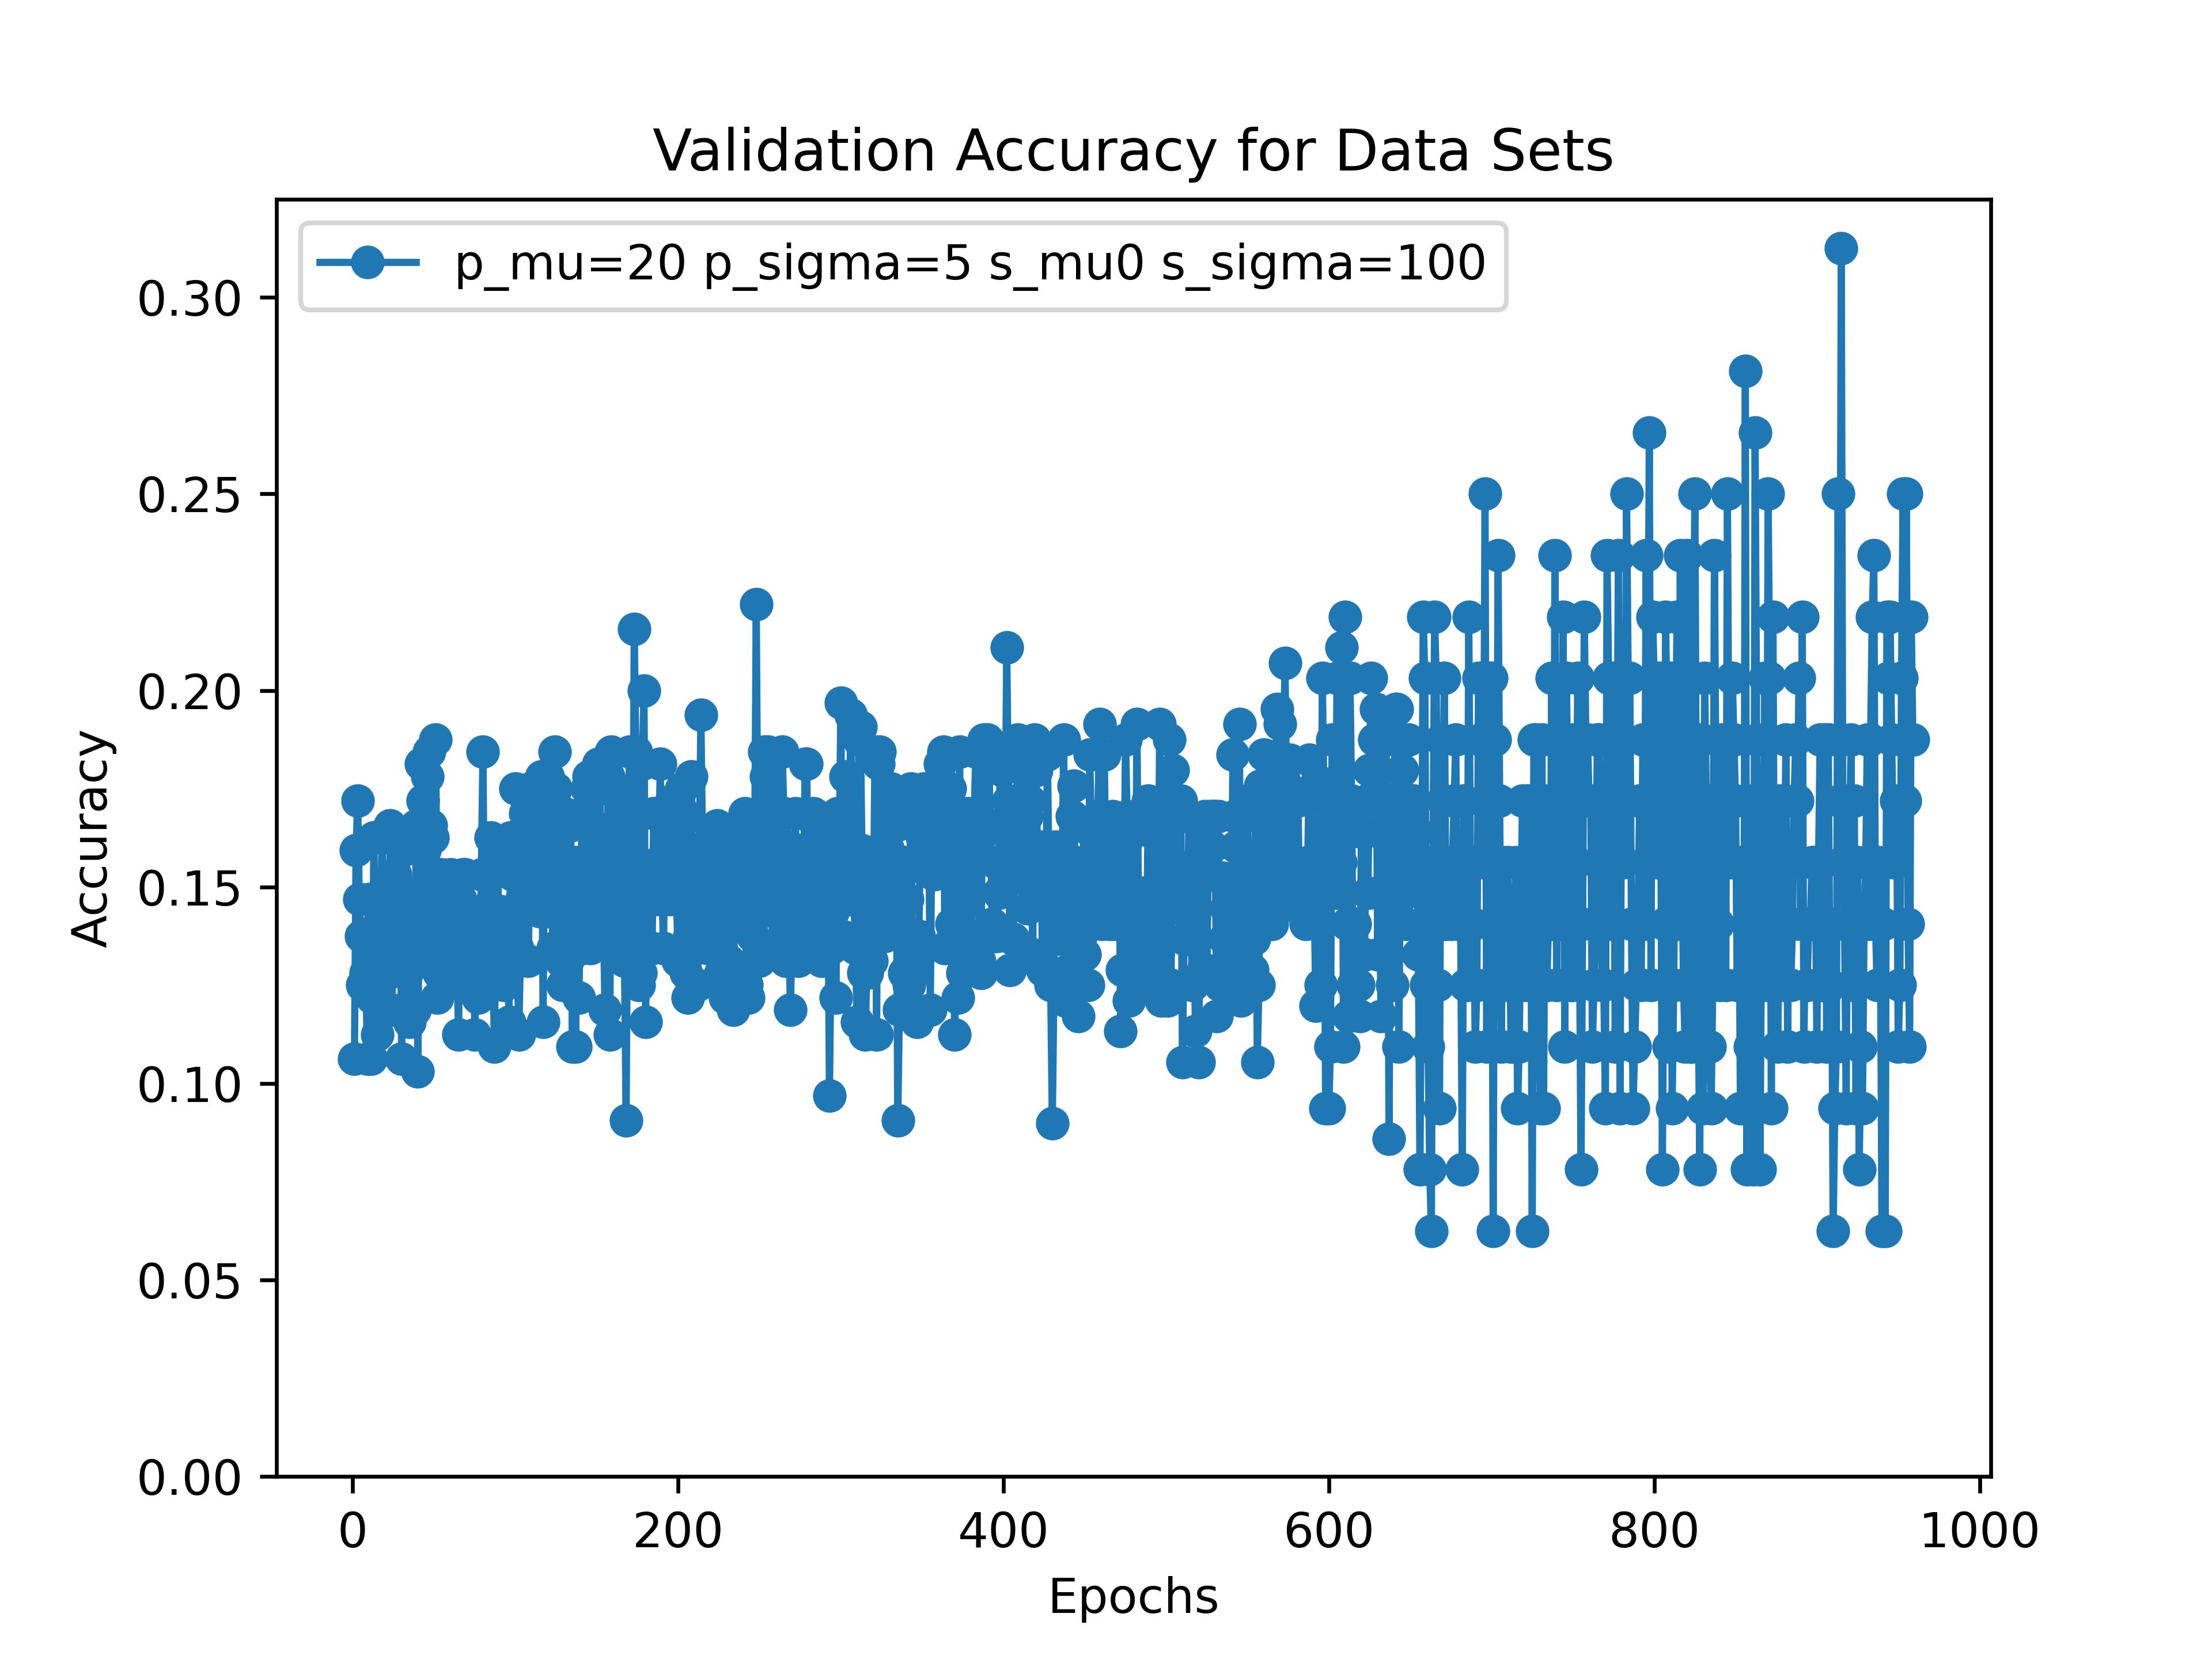 Validation Accuracy for Data Sets
p_mu=20 p_sigma=5 s_mu0 s_sigma=100
0.30
0.25
0.20
0.15
0.10
0.05
0.00
Accuracy
0 200 400 600 800 1000
Epochs